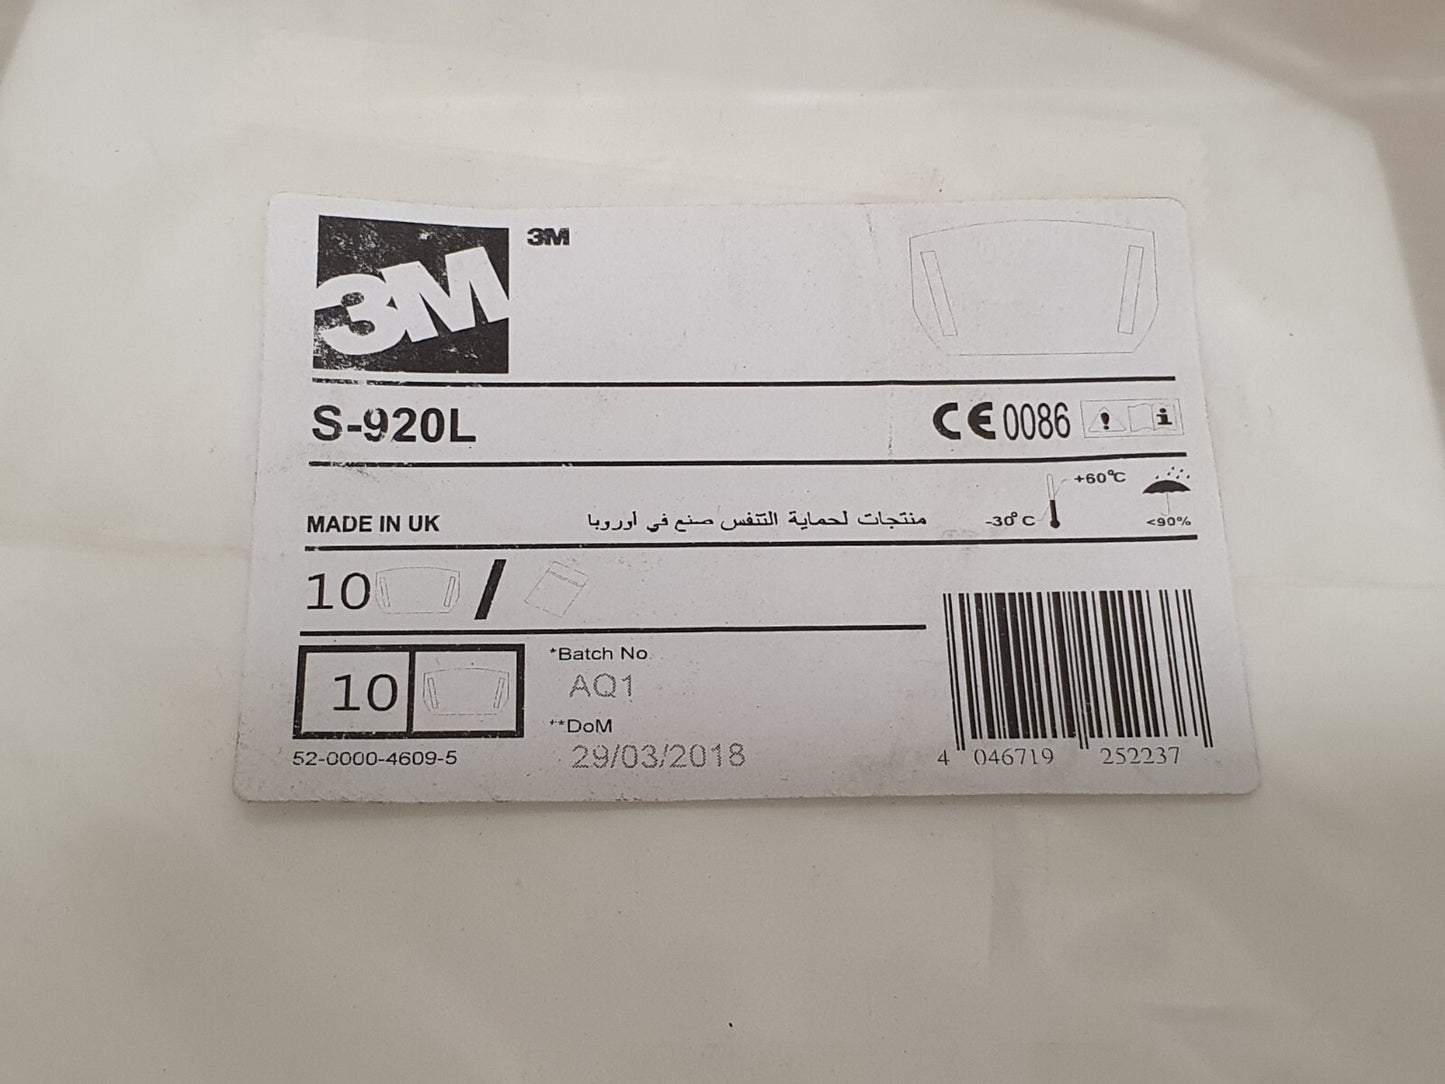 3M
3M
S-920L
CE 0086
MADE IN UK
منتجات لحماية التنفس صنع في أوروبا
-30°C
+60°C
<90%
10 /
10
*Batch No.
AQ1
**DoM
29/03/2018
52-0000-4609-5
4 046719 252237